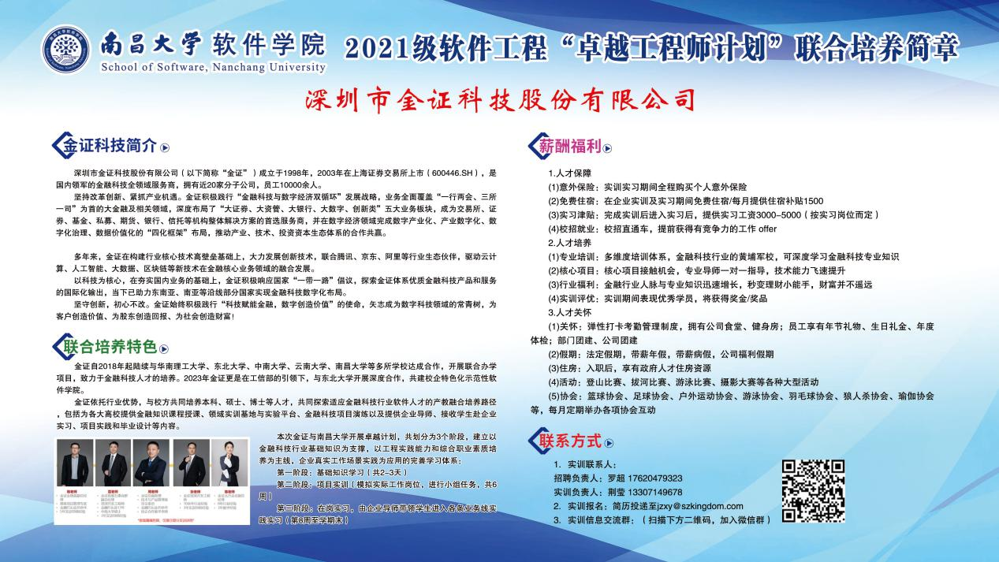 南昌大学 软件学院
School of Software, Nanchang University
2021级软件工程“卓越工程师计划”联合培养简章
深圳市金证科技股份有限公司
金证科技简介
深圳市金证科技股份有限公司（以下简称“金证”）成立于1998年，2003年在上海证券交易所上市（600446.SH），是
国内领军的金融科技全领域服务商，拥有近20家分子公司，员工10000余人。
坚持改革创新、紧抓产业机遇。金证积极践行“金融科技与数字经济双循环”发展战略，业务全面覆盖“一行两会、三所
一司”为首的大金融及相关领域，深度布局了“大证券、大资管、大银行、大数字、创新类”五大业务板块，成为交易所、证
券、基金、私募、期货、银行、信托等机构整体解决方案的首选服务商，并在数字经济领域完成数字产业化、产业数字化、数
字化治理、数据价值化的“四化框架”布局，推动产业、技术、投资资本生态体系的合作共赢。
多年来，金证在构建行业核心技术高壁垒基础上，大力发展创新技术，联合腾讯、京东、阿里等行业生态伙伴，驱动云计
算、人工智能、大数据、区块链等新技术在金融核心业务领域的融合发展。
以科技为核心，在夯实国内业务的基础上，金证积极响应国家“一带一路”倡议，探索金证体系优质金融科技产品和服务
的国际化输出，当下已助力东南亚、南亚等沿线部分国家实现金融科技数字化布局。
坚守创新，初心不改。金证始终积极践行“科技赋能金融，数字创造价值”的使命，矢志成为数字科技领域的常青树，为
客户创造价值、为股东创造回报、为社会创造财富！
联合培养特色
金证自2018年起陆续与华南理工大学、东北大学、中南大学、云南大学、南昌大学等多所学校达成合作，开展联合办学
项目，致力于金融科技人才的培养。2023年金证更是在工信部的引领下，与东北大学开展深度合作，共建校企特色化示范性软
件学院。
金证依托行业优势，与校方共同培养本科、硕士、博士等人才，共同探索适应金融科技行业软件人才的产教融合培养路径
，包括为各大高校提供金融知识课程授课、领域实训基地与实验平台、金融科技项目演练以及提供企业导师、接收学生赴企业
实习、项目实践和毕业设计等内容。
本次金证与南昌大学开展卓越计划，共划分为3个阶段，建立以
金融科技行业基础知识为支撑，以工程实践能力和综合职业素质培
养为主线，企业真实工作场景实践为应用的完善学习体系：
第一阶段：基础知识学习（共2-3天）
第二阶段：项目实训（模拟实际工作岗位，进行小组任务，共6
周）
第三阶段：在岗实习，由企业导师带领学生进入各条业务线实
践实习（第8周至学期末）
薪酬福利
1.人才保障
(1)意外保险：实训实习期间全程购买个人意外保险
(2)免费住宿：在企业实训及实习期间免费住宿/每月提供住宿补贴1500
(3)实习津贴：完成实训后进入实习后，提供实习工资3000-5000（按实习岗位而定）
(4)校招就业：校招直通车，提前获得有竞争力的工作 offer
2.人才培养
(1)专业培训：多维度培训体系，金融科技行业的黄埔军校，可深度学习金融科技专业知识
(2)核心项目：核心项目接触机会，专业导师一对一指导，技术能力飞速提升
(3)行业福利：金融行业人脉与专业知识迅速增长，秒变理财小能手，财富并不遥远
(4)实训评优：实训期间表现优秀学员，将获得奖金/奖品
3.人才关怀
(1)关怀：弹性打卡考勤管理制度，拥有公司食堂、健身房；员工享有年节礼物、生日礼金、年度
体检；部门团建、公司团建
(2)假期：法定假期，带薪年假，带薪病假，公司福利假期
(3)住房：入职后，享有政府人才住房资源
(4)活动：登山比赛、拔河比赛、游泳比赛、摄影大赛等各种大型活动
(5)协会：篮球协会、足球协会、户外运动协会、游泳协会、羽毛球协会、狼人杀协会、瑜伽协会
等，每月定期举办各项协会互动
联系方式
1. 实训联系人：
招聘负责人：罗超 17620479323
实训负责人：荆莹 13307149678
2. 实训报名：简历投递至jzxy@szkingdom.com
3. 实训信息交流群：（扫描下方二维码，加入微信群）